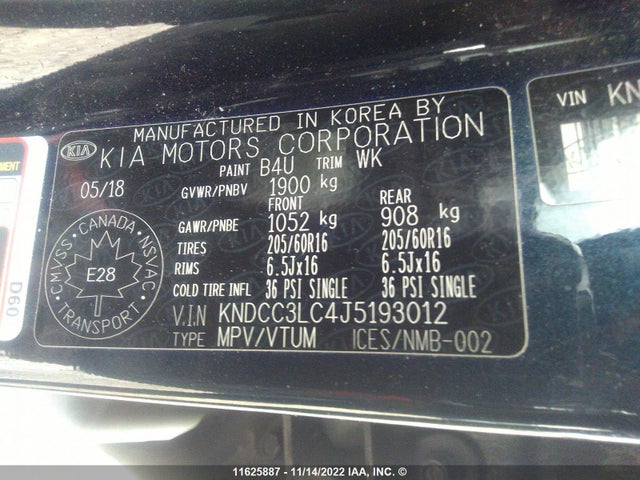 MANUFACTURED IN KOREA BY
KIA
KIA MOTORS CORPORATION
PAINT B4U TRIM WK
05/18
GVWR/PNBV 1900 kg
FRONT REAR
GAWR/PNBE 1052 kg 908 kg
TIRES 205/60R16 205/60R16
RIMS 6.5Jx16 6.5Jx16
COLD TIRE INFL 36 PSI SINGLE 36 PSI SINGLE
V.I.N KNDCC3LC4J5193012
TYPE MPV/VTUM ICES/NMB-002
CMVSS • CANADA • NSVAC • TRANSPORT •
E28
VIN KN
D60
11625887 - 11/14/2022 IAA, INC. ©